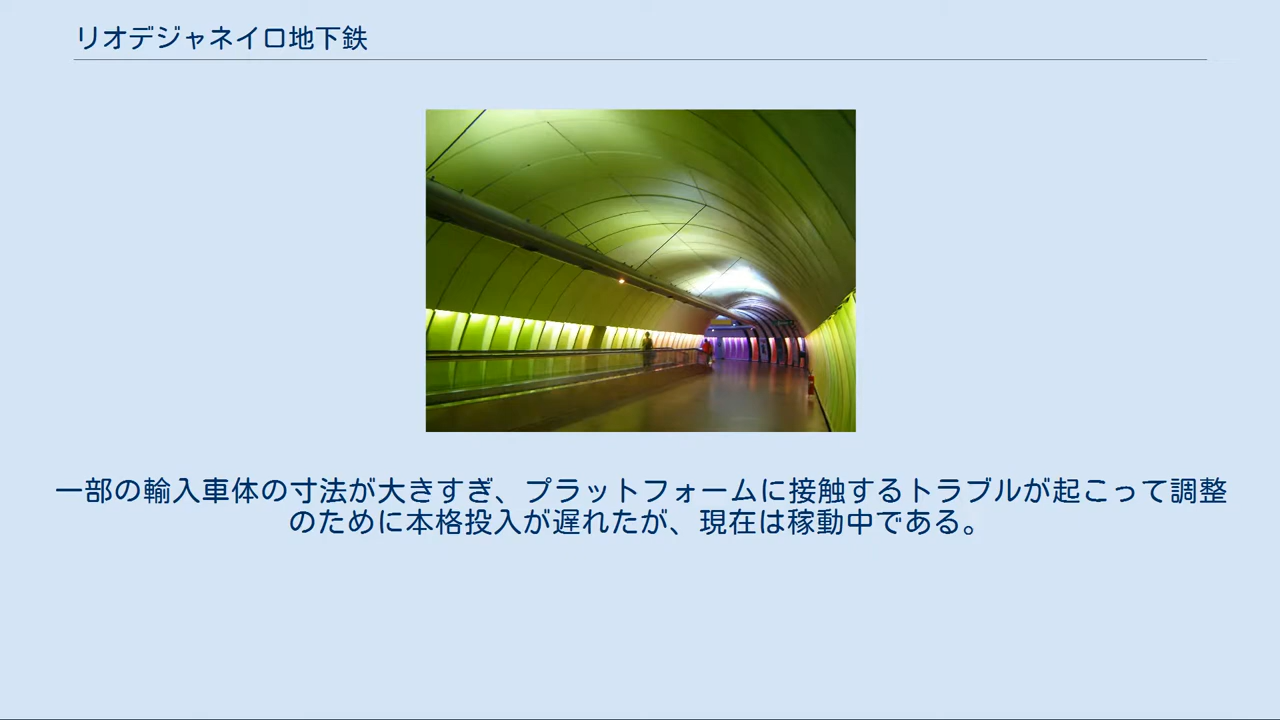 リオデジャネイロ地下鉄
一部の輸入車体の寸法が大きすぎ、プラットフォームに接触するトラブルが起こって調整
のために本格投入が遅れたが、現在は稼動中である。